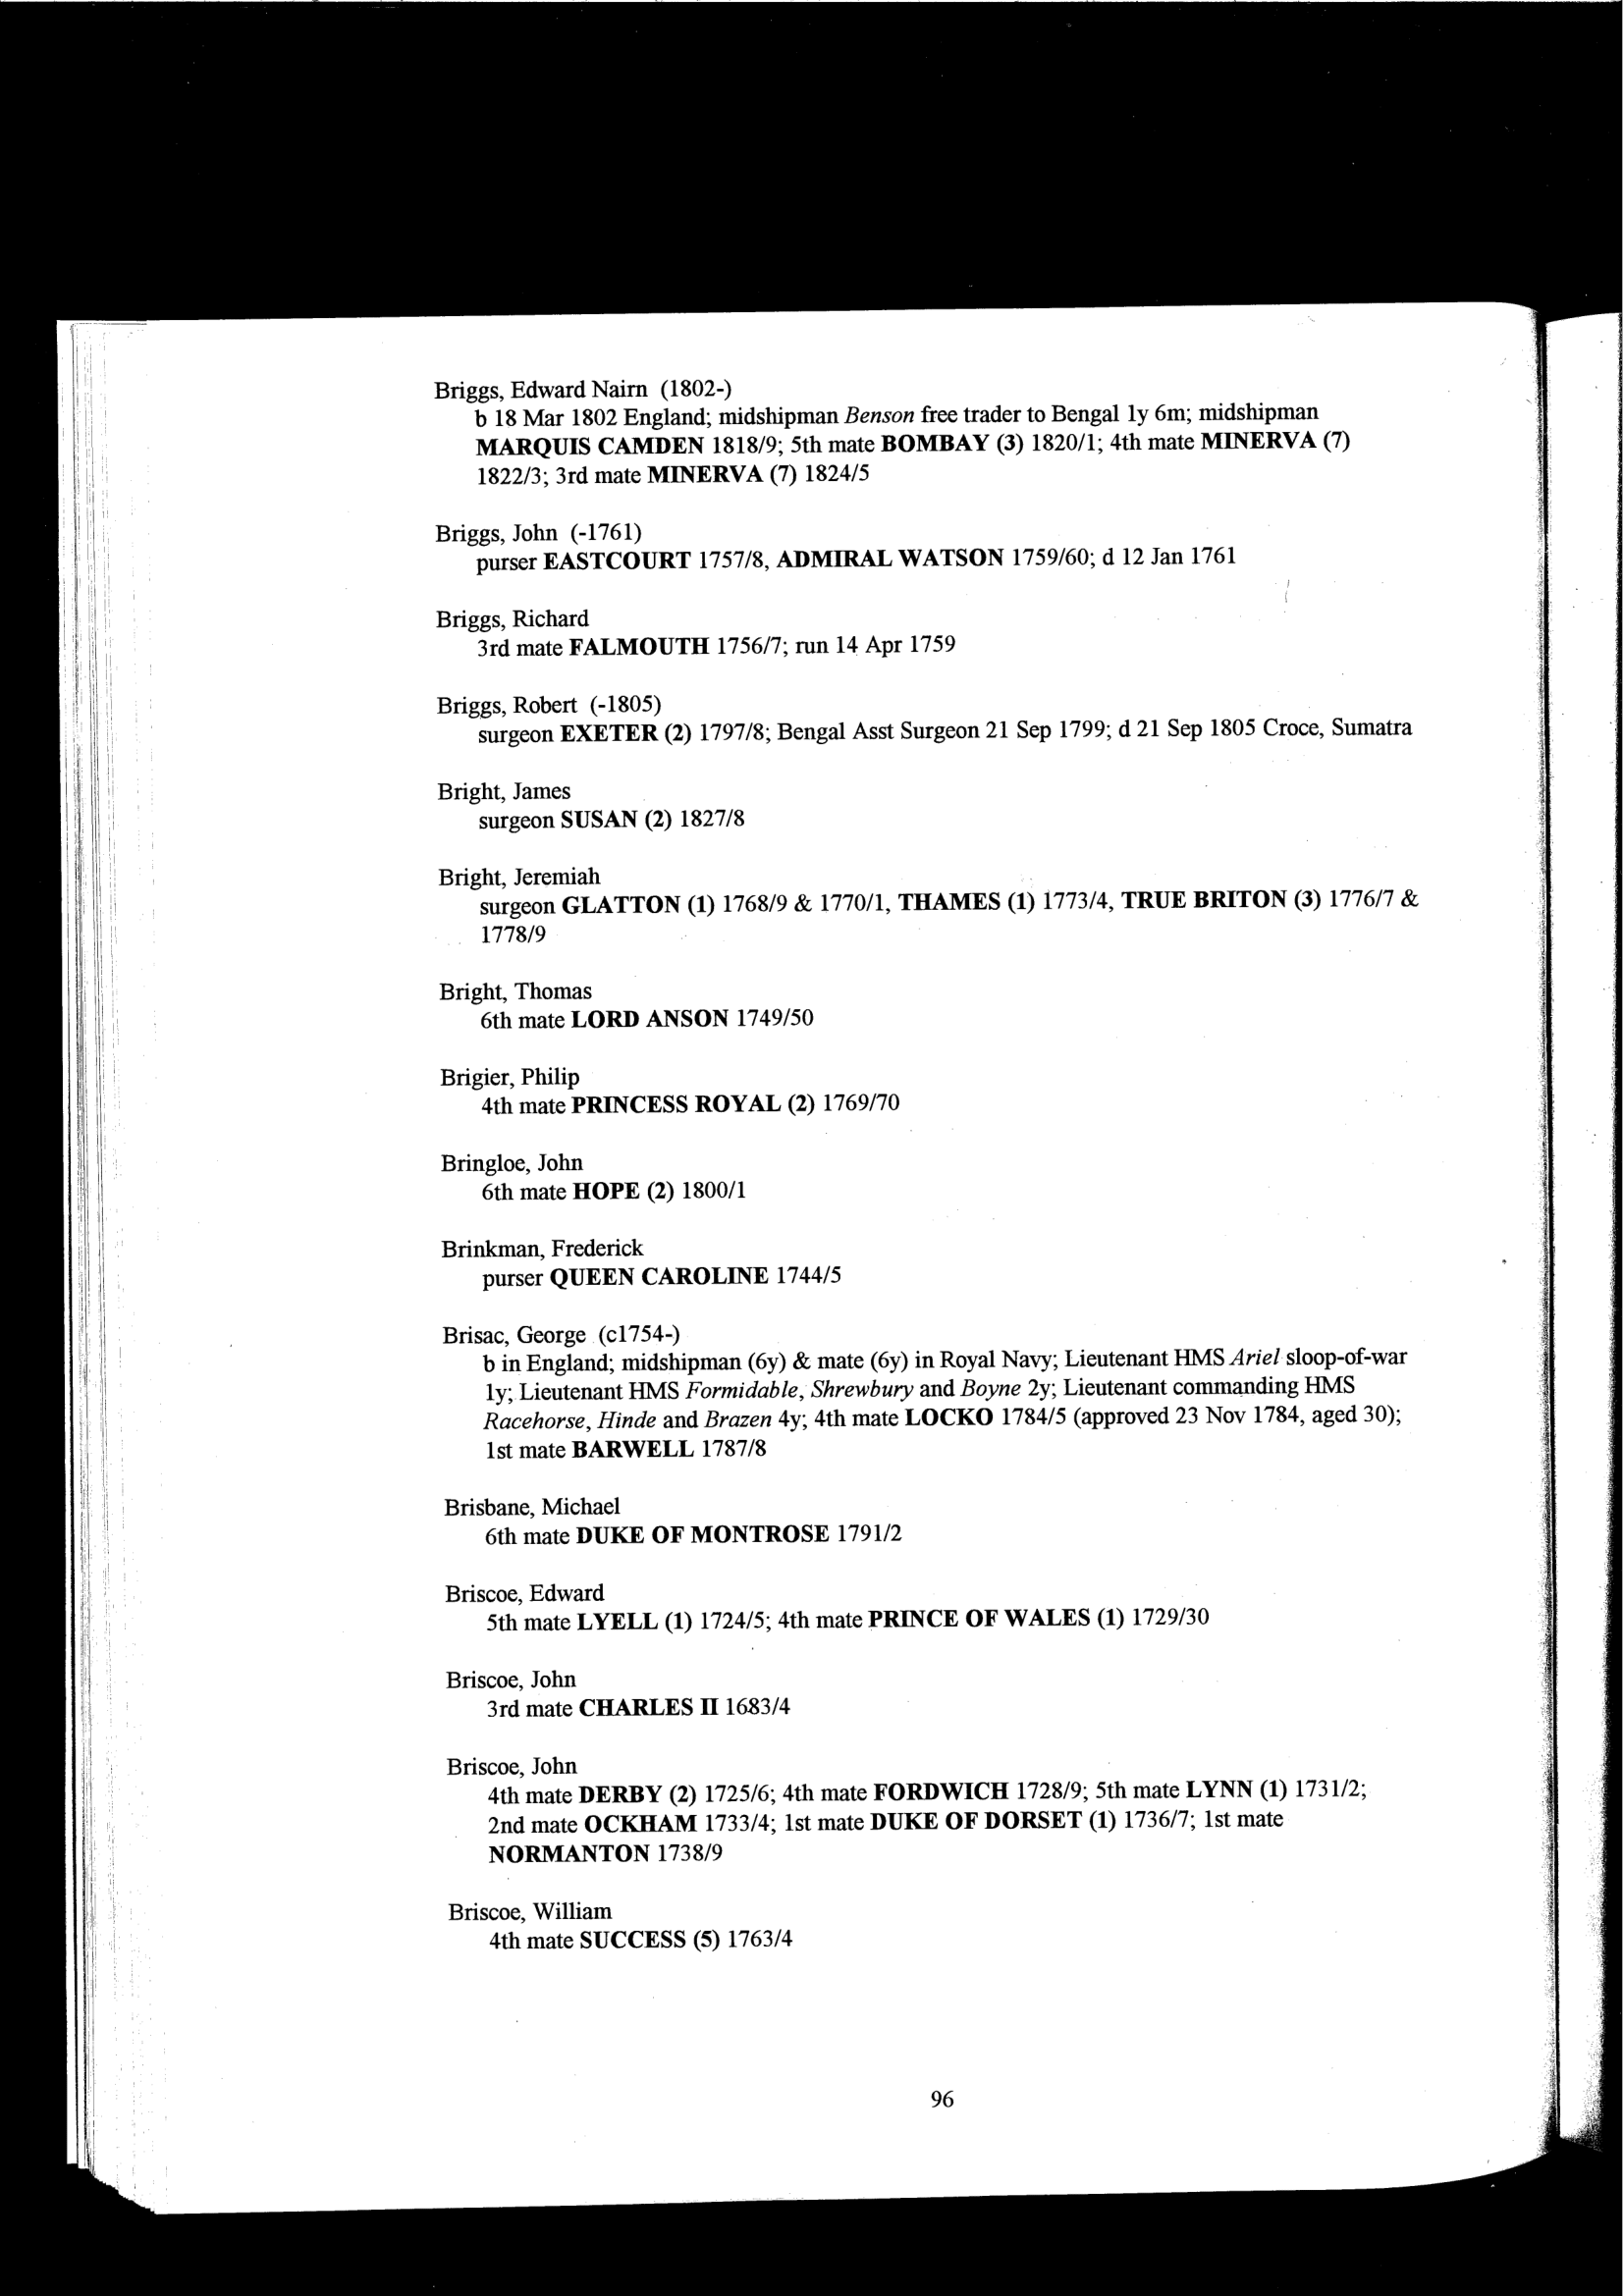 Briggs, Edward Nairn (1802-)
b 18 Mar 1802 England; midshipman Benson free trader to Bengal 1y 6m; midshipman
MARQUIS CAMDEN 1818/9; 5th mate BOMBAY (3) 1820/1; 4th mate MINERVA (7)
1822/3; 3rd mate MINERVA (7) 1824/5
Briggs, John (-1761)
purser EASTCOURT 1757/8, ADMIRAL WATSON 1759/60; d 12 Jan 1761
Briggs, Richard
3rd mate FALMOUTH 1756/7; run 14 Apr 1759
Briggs, Robert (-1805)
surgeon EXETER (2) 1797/8; Bengal Asst Surgeon 21 Sep 1799; d 21 Sep 1805 Croce, Sumatra
Bright, James
surgeon SUSAN (2) 1827/8
Bright, Jeremiah
surgeon GLATTON (1) 1768/9 & 1770/1, THAMES (1) 1773/4, TRUE BRITON (3) 1776/7 &
1778/9
Bright, Thomas
6th mate LORD ANSON 1749/50
Brigier, Philip
4th mate PRINCESS ROYAL (2) 1769/70
Bringloe, John
6th mate HOPE (2) 1800/1
Brinkman, Frederick
purser QUEEN CAROLINE 1744/5
Brisac, George (c1754-)
b in England; midshipman (6y) & mate (6y) in Royal Navy; Lieutenant HMS Ariel sloop-of-war
1y; Lieutenant HMS Formidable, Shrewbury and Boyne 2y; Lieutenant commanding HMS
Racehorse, Hinde and Brazen 4y; 4th mate LOCKO 1784/5 (approved 23 Nov 1784, aged 30);
1st mate BARWELL 1787/8
Brisbane, Michael
6th mate DUKE OF MONTROSE 1791/2
Briscoe, Edward
5th mate LYELL (1) 1724/5; 4th mate PRINCE OF WALES (1) 1729/30
Briscoe, John
3rd mate CHARLES II 1683/4
Briscoe, John
4th mate DERBY (2) 1725/6; 4th mate FORDWICH 1728/9; 5th mate LYNN (1) 1731/2;
2nd mate OCKHAM 1733/4; 1st mate DUKE OF DORSET (1) 1736/7; 1st mate
NORMANTON 1738/9
Briscoe, William
4th mate SUCCESS (5) 1763/4
96